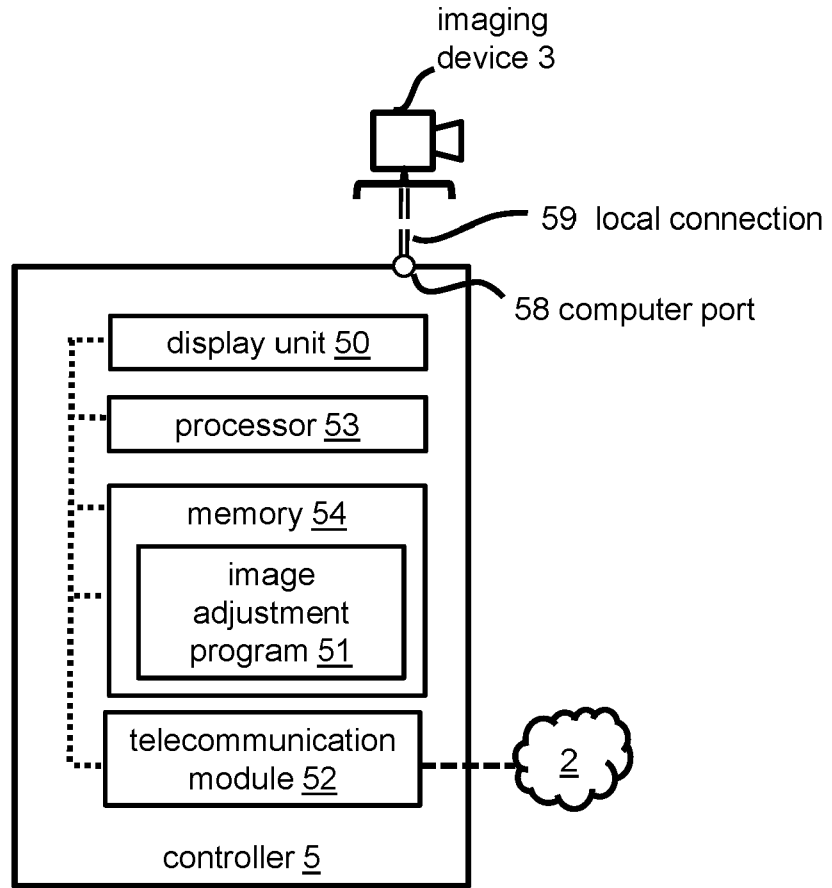 imaging
device 3
59 local connection
58 computer port
display unit 50
processor 53
memory 54
image
adjustment
program 51
telecommunication
module 52
2
controller 5